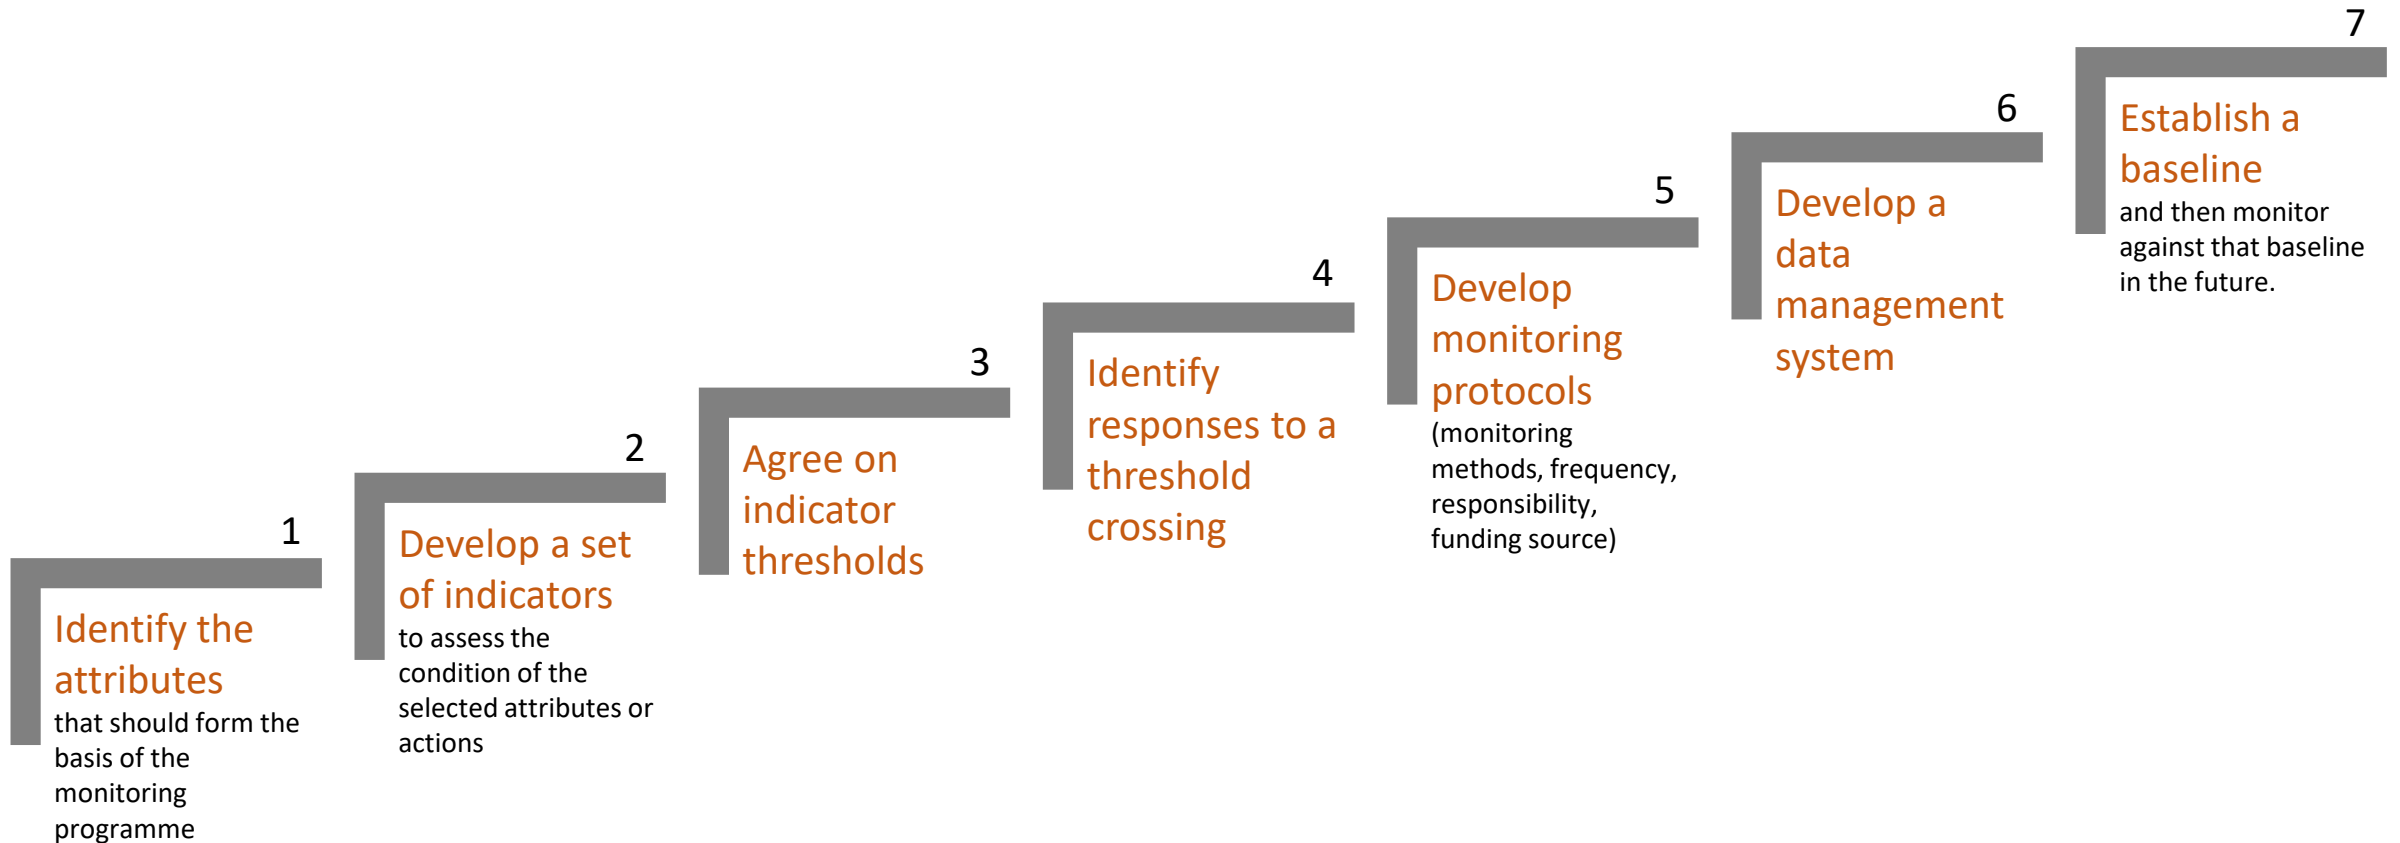 1
Identify the
attributes
that should form the
basis of the
monitoring
programme
2
Develop a set
of indicators
to assess the
condition of the
selected attributes or
actions
3
Agree on
indicator
thresholds
4
Identify
responses to a
threshold
crossing
5
Develop
monitoring
protocols
(monitoring
methods, frequency,
responsibility,
funding source)
6
Develop a
data
management
system
7
Establish a
baseline
and then monitor
against that baseline
in the future.